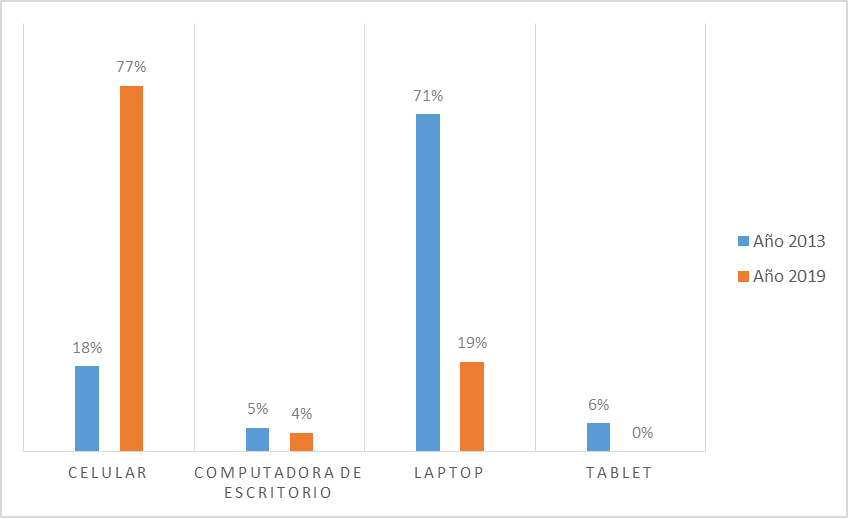 77%
71%
18%
19%
5%
4%
6%
0%
CELULAR
COMPUTADORA DE
ESCRITORIO
LAPTOP
TABLET
Año 2013
Año 2019